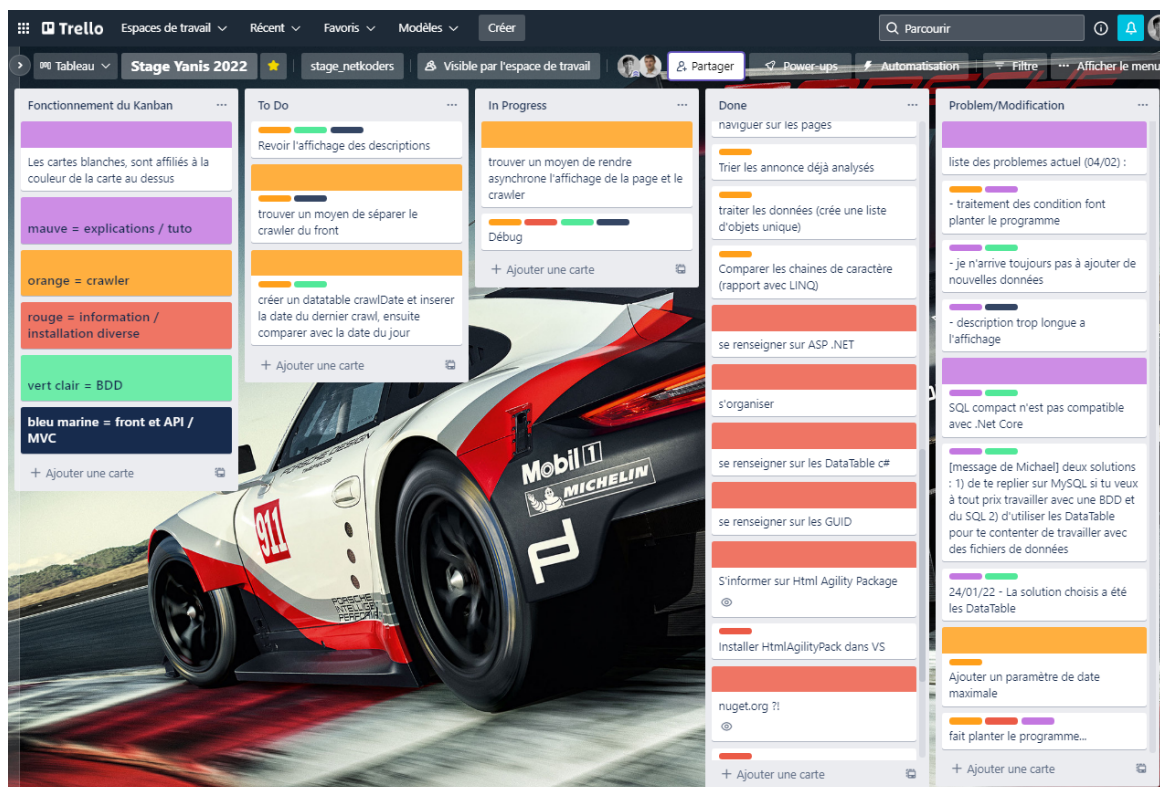 Trello
Espaces de travail
Récent
Favoris
Modèles
Créer
Parcourir
Tableau
Stage Yanis 2022
stage_netkoders
Visible par l'espace de travail
Partager
Power-ups
Automatisation
Filtre
Afficher le menu
Fonctionnement du Kanban
Les cartes blanches, sont affiliés à la
couleur de la carte au dessus
mauve = explications / tuto
orange = crawler
rouge = information /
installation diverse
vert clair = BDD
bleu marine = front et API /
MVC
+ Ajouter une carte
To Do
Revoir l'affichage des descriptions
trouver un moyen de séparer le
crawler du front
créer un datatable crawlDate et inserer
la date du dernier crawl, ensuite
comparer avec la date du jour
+ Ajouter une carte
In Progress
trouver un moyen de rendre
asynchrone l'affichage de la page et le
crawler
Débug
+ Ajouter une carte
Done
naviguer sur les pages
Trier les annonce déjà analysés
traiter les données (crée une liste
d'objets unique)
Comparer les chaines de caractère
(rapport avec LINQ)
se renseigner sur ASP .NET
s'organiser
se renseigner sur les DataTable c#
se renseigner sur les GUID
S'informer sur Html Agility Package
Installer HtmlAgilityPack dans VS
nuget.org ?!
+ Ajouter une carte
Problem/Modification
liste des problemes actuel (04/02) :
- traitement des condition font
planter le programme
- je n'arrive toujours pas à ajouter de
nouvelles données
- description trop longue a
l'affichage
SQL compact n'est pas compatible
avec .Net Core
[message de Michael] deux solutions
: 1) de te replier sur MySQL si tu veux
à tout prix travailler avec une BDD et
du SQL 2) d'utiliser les DataTable
pour te contenter de travailler avec
des fichiers de données
24/01/22 - La solution choisis a été
les DataTable
Ajouter un paramètre de date
maximale
fait planter le programme...
+ Ajouter une carte
PORSCHE DESIGN
TIMEPIECES
911
Mobil 1
MICHELIN
PORSCHE
INTELLIGENT
PERFORMANCE